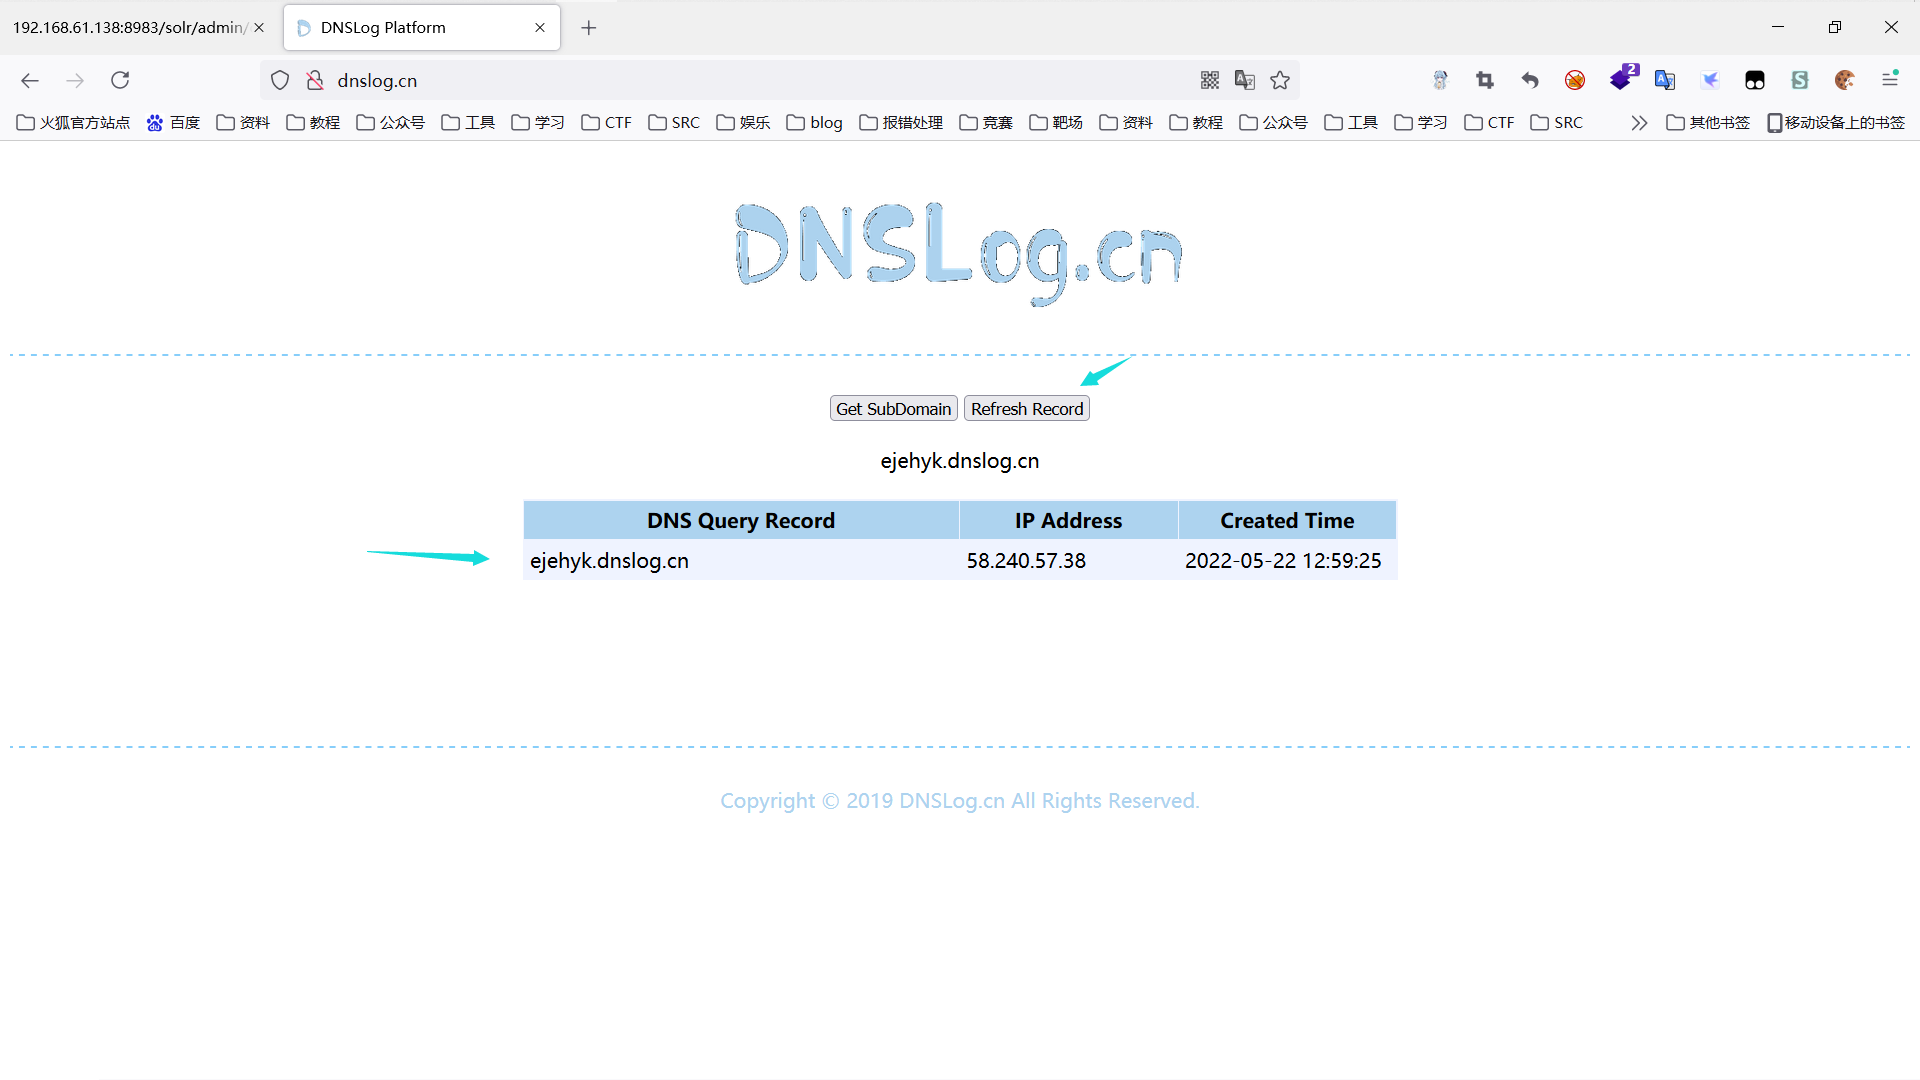 192.168.61.138:8983/solr/admin/
DNSLog Platform
dnslog.cn
2
火狐官方站点 百度 资料 教程 公众号 工具 学习 CTF SRC 娱乐 blog 报错处理 竞赛 靶场 资料 教程 公众号 工具 学习 CTF SRC 其他书签 移动设备上的书签
DNSLog.cn
Get SubDomain Refresh Record
ejehyk.dnslog.cn
DNS Query Record IP Address Created Time
ejehyk.dnslog.cn 58.240.57.38 2022-05-22 12:59:25
Copyright © 2019 DNSLog.cn All Rights Reserved.